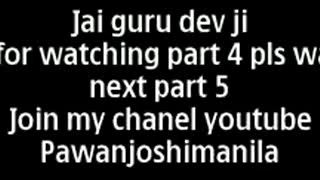 Jai guru dev ji
for watching part 4 pls
next part 5
Join my chanel youtube
Pawanjoshimanila